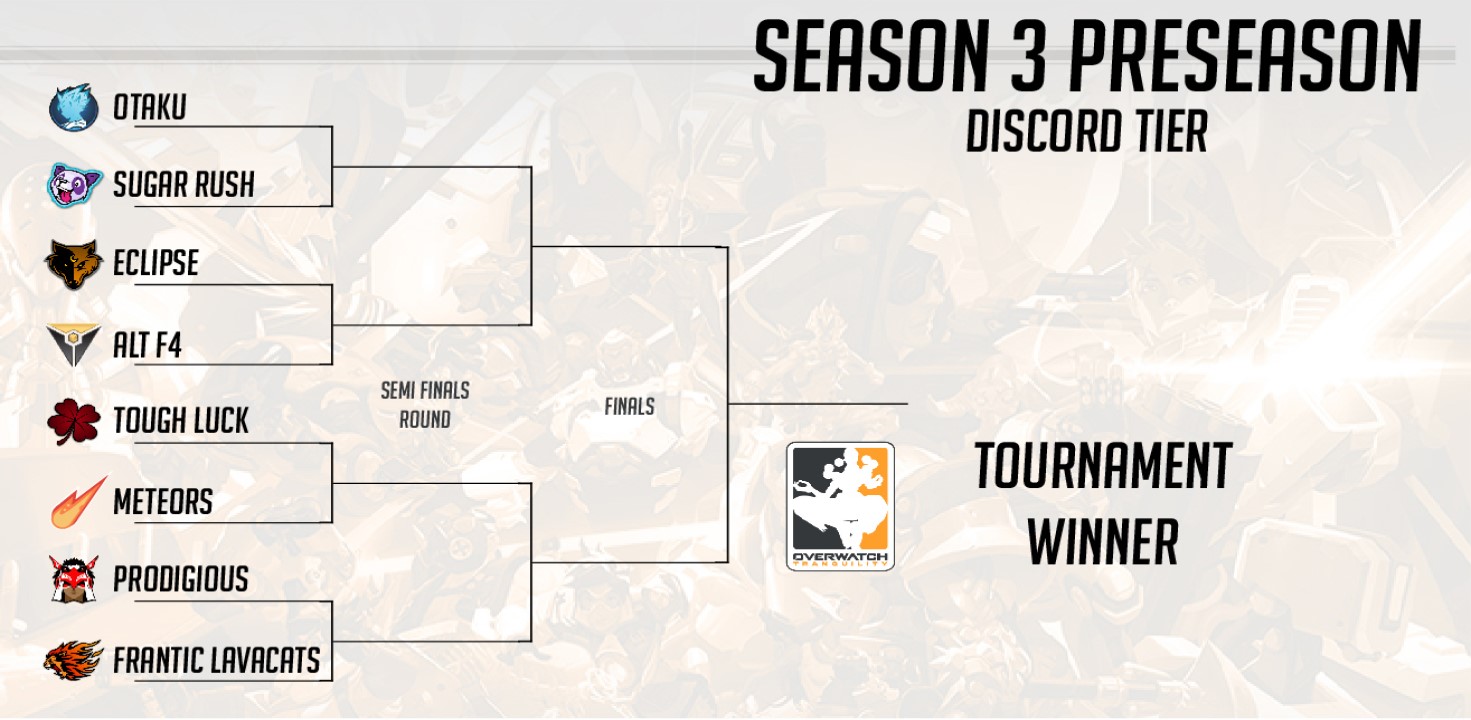 SEASON 3 PRESEASON
DISCORD TIER
OTAKU
SUGAR RUSH
ECLIPSE
ALT F4
TOUGH LUCK
METEORS
PRODIGIOUS
FRANTIC LAVACATS
SEMI FINALS
ROUND
FINALS
OVERWATCH
TRANQUILITY
TOURNAMENT
WINNER